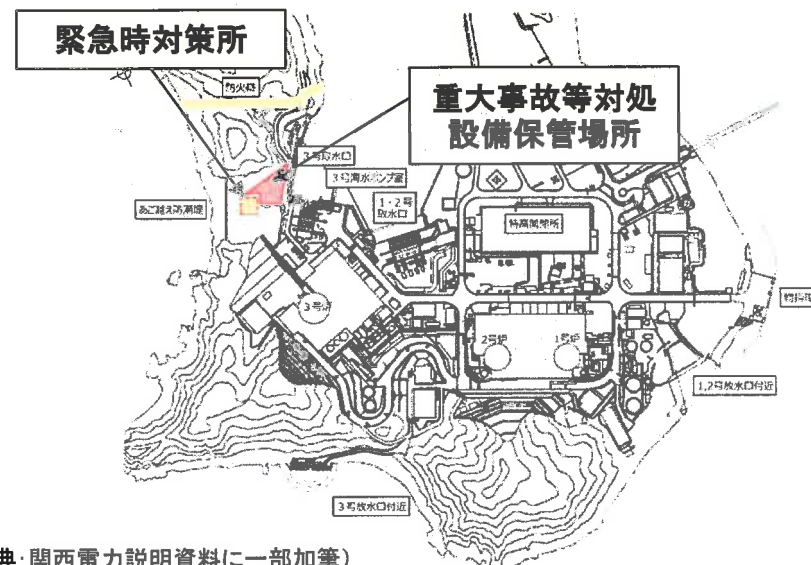 緊急時対策所
重大事故等対処
設備保管場所
防火帯
3号取水口
3号海水ポンプ室
1・2号
取水口
あご越え防潮堤
特高開閉所
3号炉
2号炉
1号炉
1,2号放水口付近
3号放水口付近
典:関西電力説明資料に一部加筆)